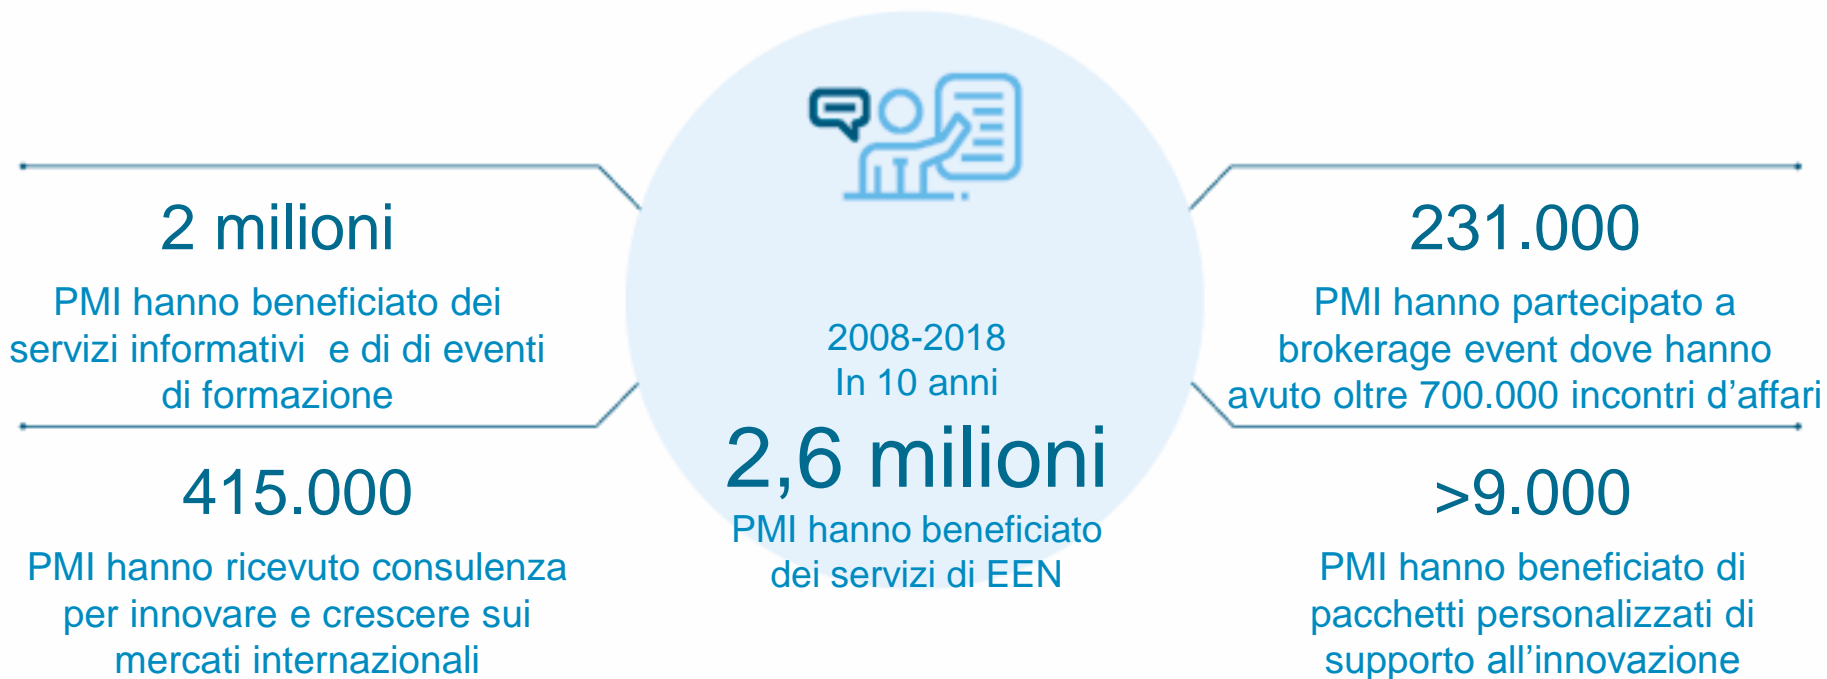 2 milioni
PMI hanno beneficiato dei
servizi informativi  e di di eventi
di formazione
415.000
PMI hanno ricevuto consulenza
per innovare e crescere sui
mercati internazionali
2008-2018
In 10 anni
2,6 milioni
PMI hanno beneficiato
dei servizi di EEN
231.000
PMI hanno partecipato a
brokerage event dove hanno
avuto oltre 700.000 incontri d’affari
>9.000
PMI hanno beneficiato di
pacchetti personalizzati di
supporto all’innovazione